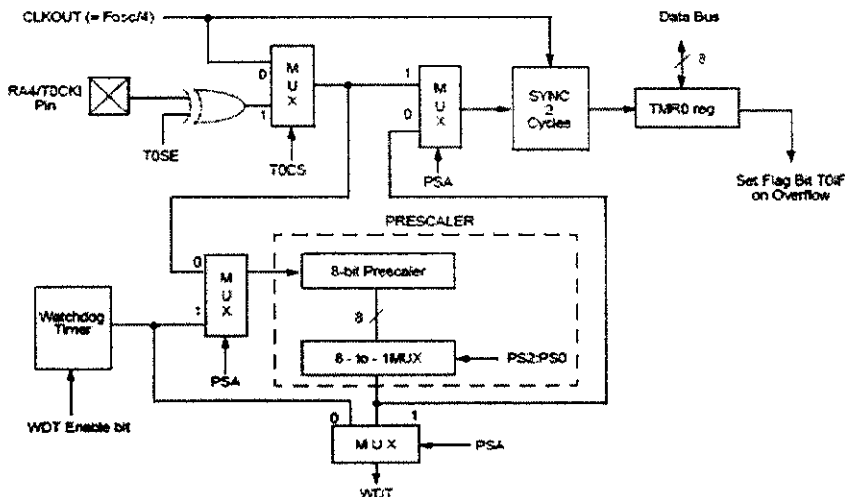 CLKOUT (= Fosc/4)
Data Bus
8
RA4/T0CKI
Pin
0
1
M
U
X
T0SE
T0CS
1
0
M
U
X
PSA
SYNC
2
Cycles
TMR0 reg
Set Flag Bit T0IF
on Overflow
PRESCALER
0
1
M
U
X
PSA
8-bit Prescaler
8
8 - to - 1MUX
PS2:PS0
Watchdog
Timer
WDT Enable bit
0
1
M U X
PSA
WDT